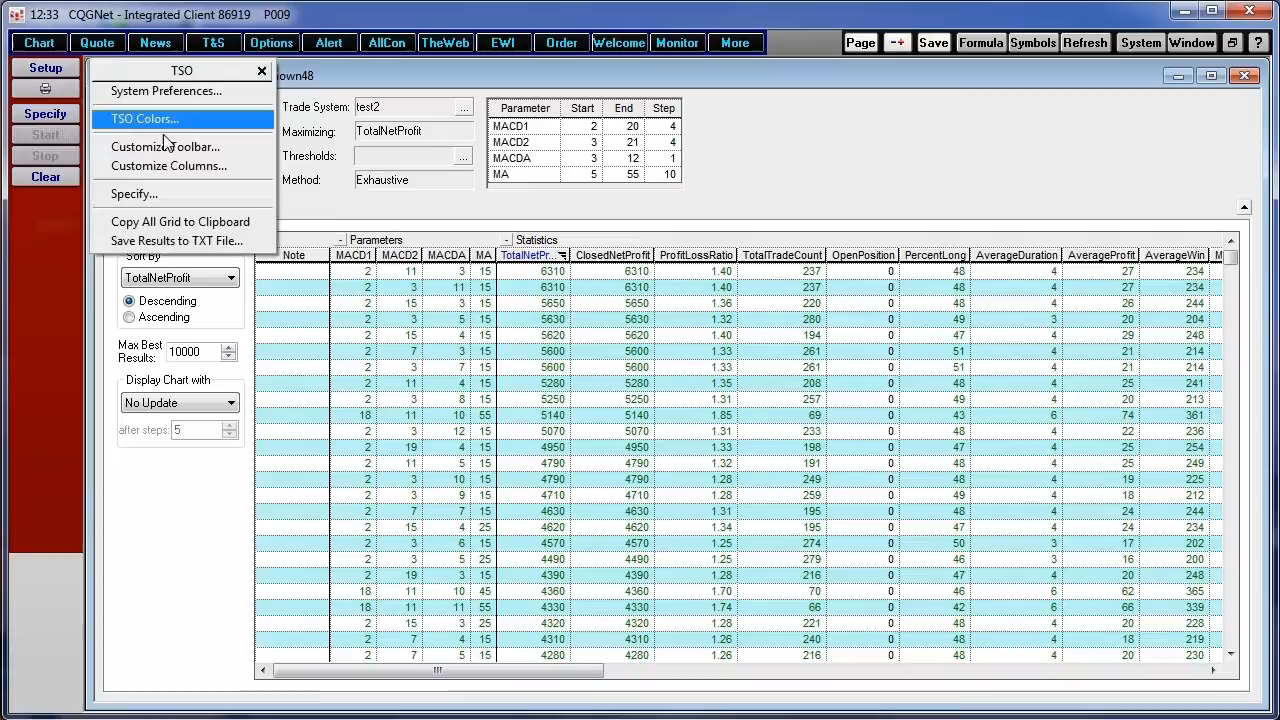 12:33 CQGNet - Integrated Client 86919 P009
Chart Quote News T&S Options Alert AllCon TheWeb EWI Order Welcome Monitor More Page -+ Save Formula Symbols Refresh System Window ?
Setup
Specify
Start
Stop
Clear
TSO
System Preferences...
TSO Colors...
Customize Toolbar...
Customize Columns...
Specify...
Copy All Grid to Clipboard
Save Results to TXT File...
own48
Trade System: test2 ...
Maximizing: TotalNetProfit
Thresholds: ...
Method: Exhaustive
Parameter Start End Step
MACD1 2 20 4
MACD2 3 21 4
MACDA 3 12 1
MA 5 55 10
Sort By
TotalNetProfit
Descending
Ascending
Max Best
Results: 10000
Display Chart with
No Update
after steps: 5
- Parameters - Statistics
Note MACD1 MACD2 MACDA MA TotalNetPr... ClosedNetProfit ProfitLossRatio TotalTradeCount OpenPosition PercentLong AverageDuration AverageProfit AverageWin M
2 11 3 15 6310 6310 1.40 237 0 48 4 27 234
2 3 11 15 6310 6310 1.40 237 0 48 4 27 234
2 15 3 15 5650 5650 1.36 220 0 48 4 26 244
2 3 5 15 5630 5630 1.32 280 0 49 3 20 204
2 15 4 15 5620 5620 1.40 194 0 47 4 29 248
2 7 3 15 5600 5600 1.33 261 0 51 4 21 214
2 3 7 15 5600 5600 1.33 261 0 51 4 21 214
2 11 4 15 5280 5280 1.35 208 0 48 4 25 241
2 3 8 15 5250 5250 1.31 257 0 49 4 20 213
18 11 10 55 5140 5140 1.85 69 0 43 6 74 361
2 3 12 15 5070 5070 1.31 233 0 48 4 22 236
2 19 4 15 4950 4950 1.33 198 0 47 4 25 254
2 11 5 15 4790 4790 1.32 191 0 48 4 25 249
2 3 10 15 4790 4790 1.28 249 0 48 4 19 225
2 3 9 15 4710 4710 1.28 259 0 49 4 18 212
2 7 7 15 4630 4630 1.31 195 0 48 4 24 244
2 15 4 25 4620 4620 1.34 195 0 47 4 24 234
2 3 6 15 4570 4570 1.25 274 0 50 3 17 202
2 3 5 25 4490 4490 1.25 279 0 46 3 16 200
2 19 3 15 4390 4390 1.28 216 0 47 4 20 248
18 11 10 45 4360 4360 1.70 70 0 46 6 62 365
18 11 11 55 4330 4330 1.74 66 0 42 6 66 339
2 15 3 25 4320 4320 1.28 221 0 46 4 20 228
2 7 4 15 4310 4310 1.26 240 0 48 4 18 219
2 7 5 15 4280 4280 1.26 216 0 48 4 20 230